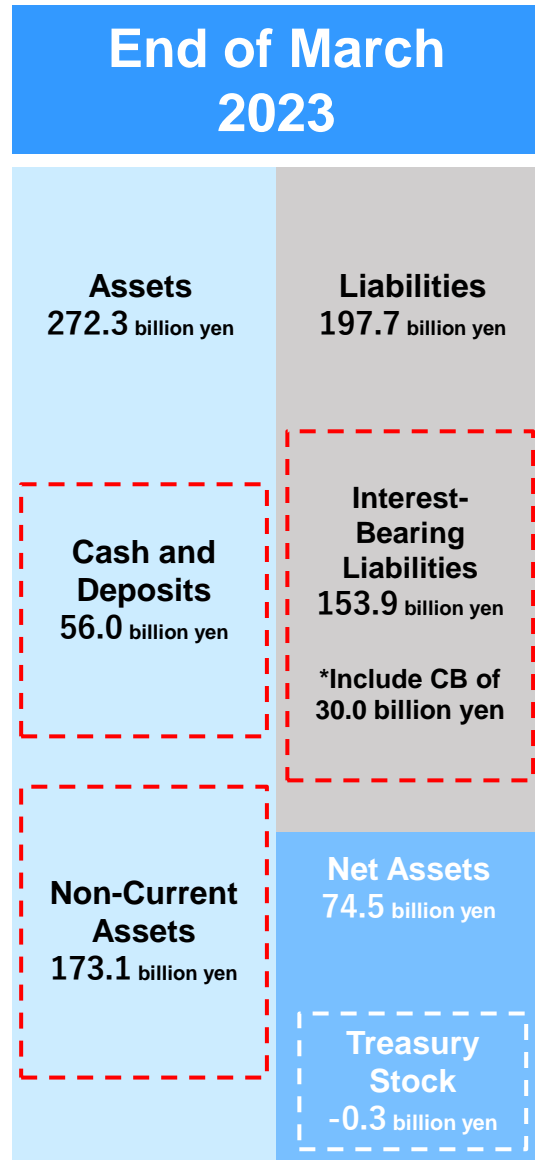 End of March
2023
Assets
272.3 billion yen
Cash and
Deposits
56.0 billion yen
Non-Current
Assets
173.1 billion yen
Liabilities
197.7 billion yen
Interest-
Bearing
Liabilities
153.9 billion yen
*Include CB of
30.0 billion yen
Net Assets
74.5 billion yen
Treasury
Stock
-0.3 billion yen